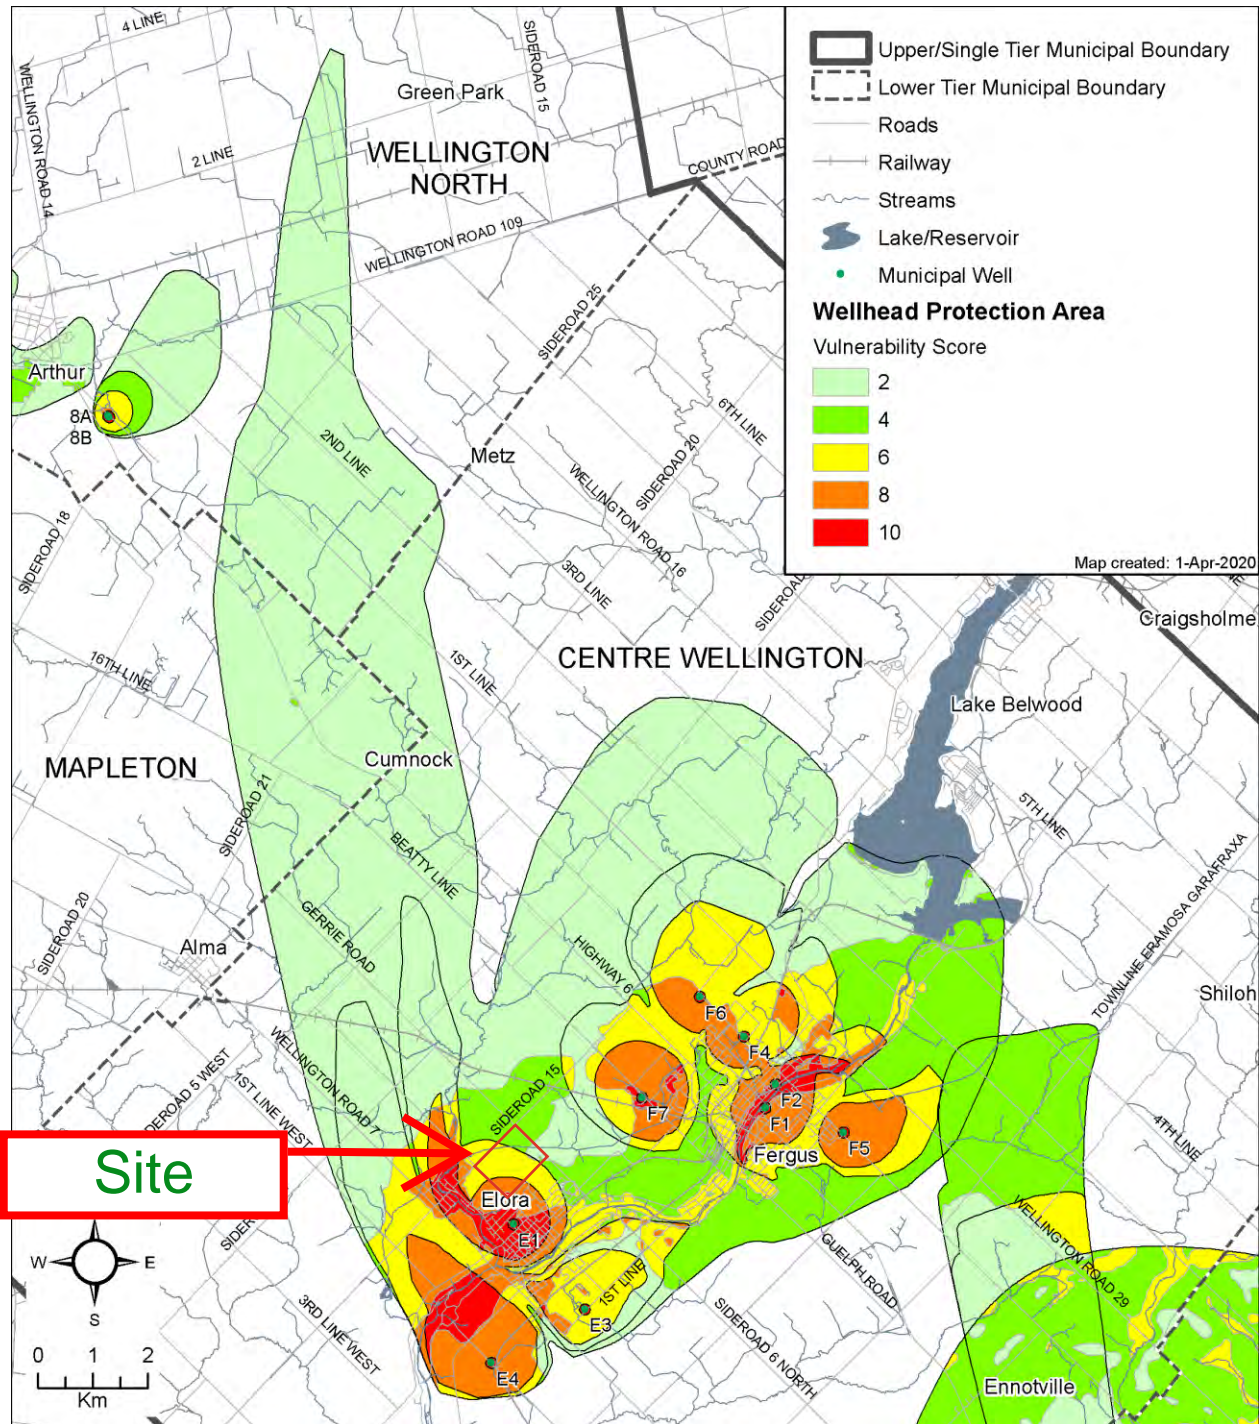 4 LINE
SIDEROAD 15
Green Park
WELLINGTON ROAD 14
2 LINE
WELLINGTON
NORTH
COUNTY ROAD
WELLINGTON ROAD 109
SIDEROAD 25
Upper/Single Tier Municipal Boundary
Lower Tier Municipal Boundary
Roads
Railway
Streams
Lake/Reservoir
Municipal Well
Wellhead Protection Area
Vulnerability Score
2
4
6
8
10
Map created: 1-Apr-2020
Arthur
8A
8B
2ND LINE
Metz
6TH LINE
SIDEROAD 20
WELLINGTON ROAD 16
SIDEROAD 18
3RD LINE
SIDEROAD
Craigsholme
16TH LINE
1ST LINE
CENTRE WELLINGTON
Lake Belwood
MAPLETON
Cumnock
SIDEROAD 21
BEATTY LINE
5TH LINE
SIDEROAD 20
Alma
GERRIE ROAD
HIGHWAY 6
TOWNLINE ERAMOSA GARAFRAXA
Shiloh
F6
F4
WELLINGTON ROAD 7
SIDEROAD 15
F7
F2
F1
F5
Fergus
4TH LINE
IDEROAD 5 WEST
1ST LINE WEST
Site
Elora
E1
SIDER
W
E
S
1ST LINE
E3
GUELPH ROAD
WELLINGTON ROAD 29
3RD LINE WEST
SIDEROAD 6 NORTH
E4
Ennotville
0
1
2
Km